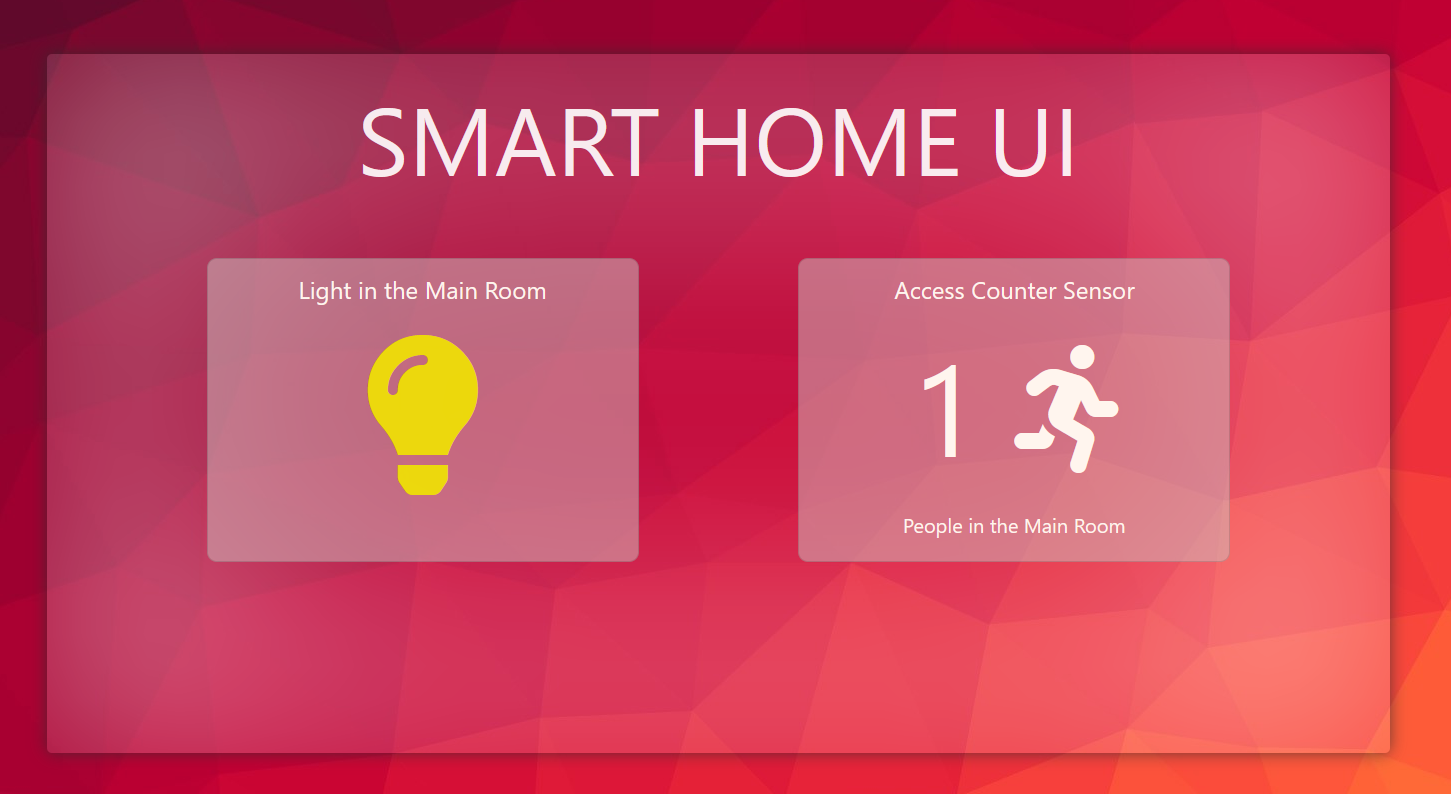 SMART HOME UI
Light in the Main Room
Access Counter Sensor
1
People in the Main Room